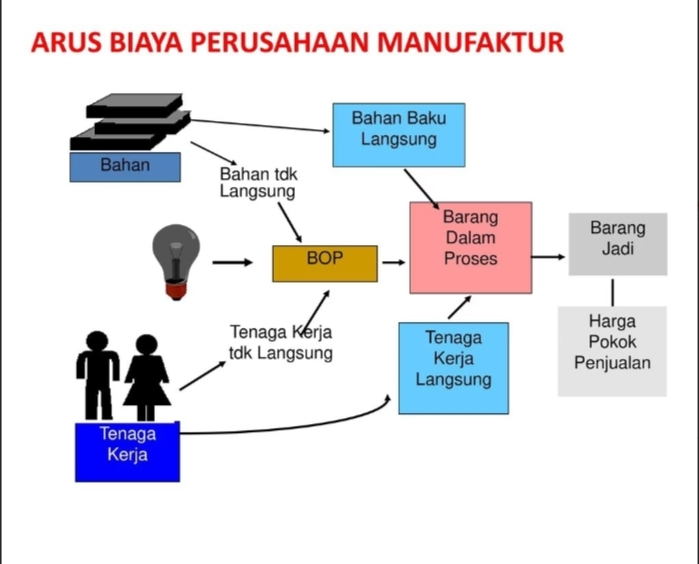 ARUS BIAYA PERUSAHAAN MANUFAKTUR
Bahan
Bahan tdk
Langsung
Bahan Baku
Langsung
BOP
Barang
Dalam
Proses
Barang
Jadi
Harga
Pokok
Penjualan
Tenaga Kerja
tdk Langsung
Tenaga
Kerja
Langsung
Tenaga
Kerja